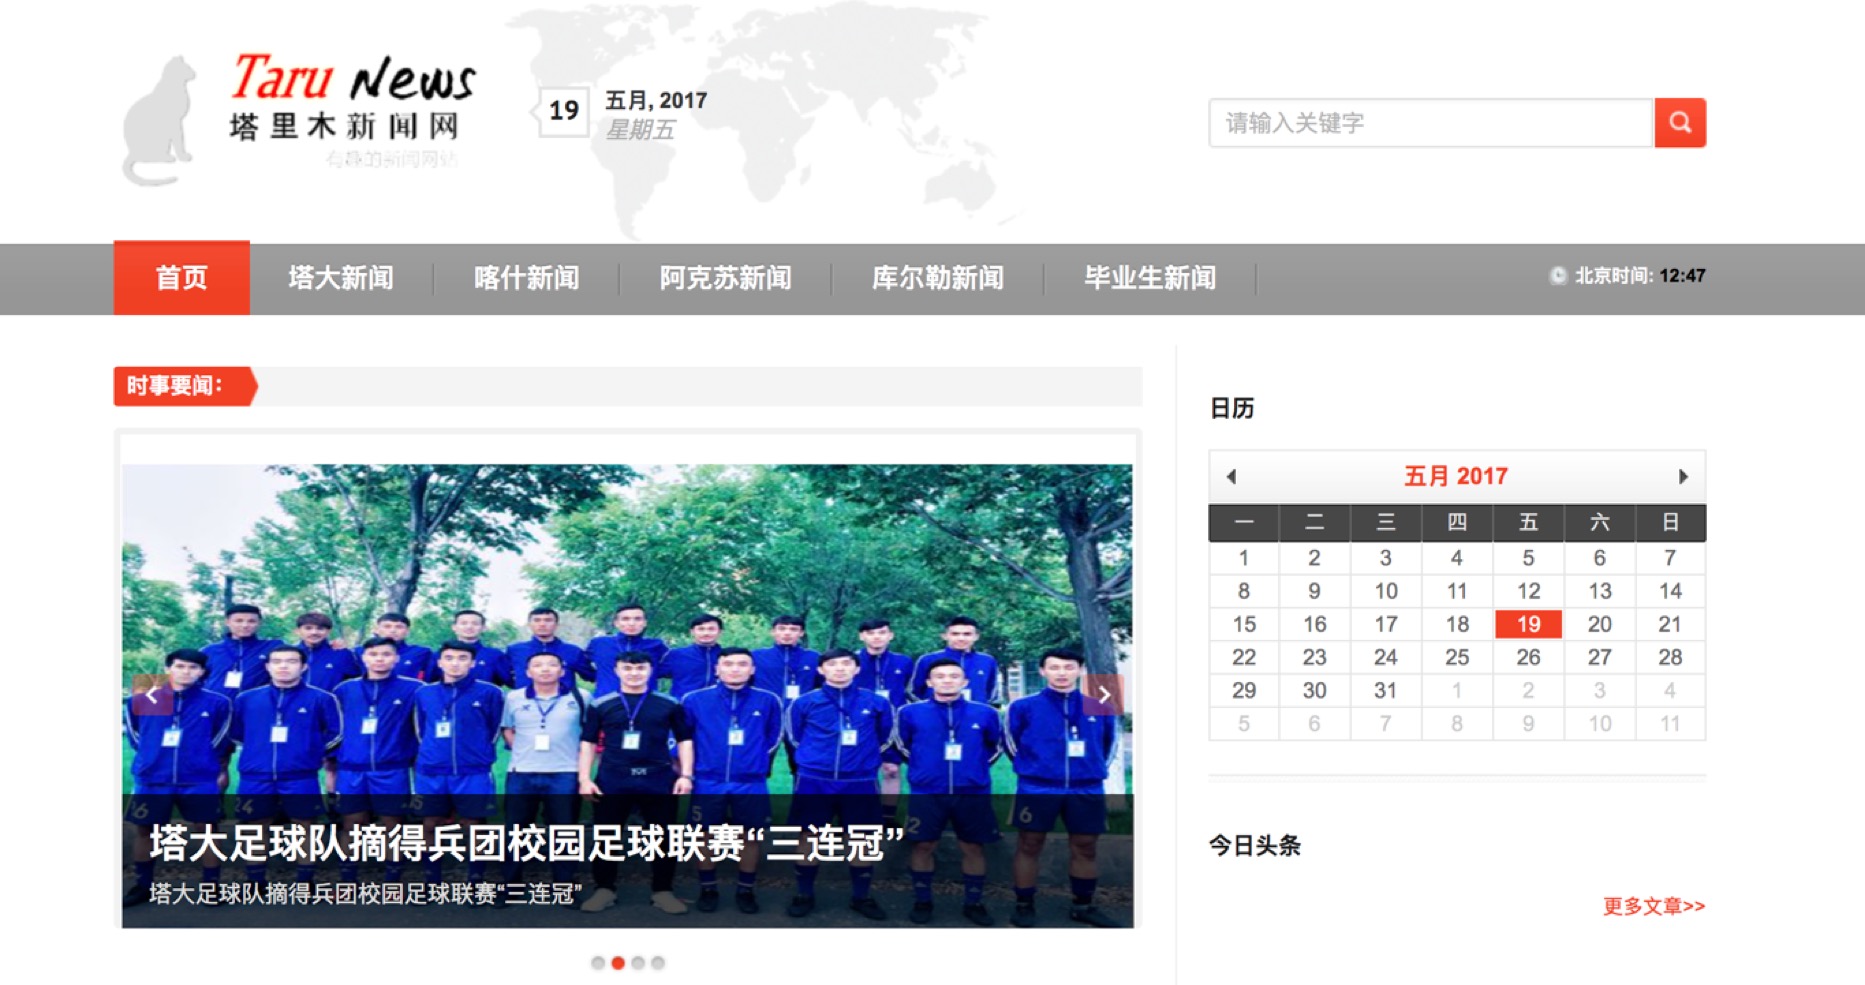 Taru News
塔里木新闻网
有趣的新闻网站
19
五月, 2017
星期五
请输入关键字
首页 塔大新闻 喀什新闻 阿克苏新闻 库尔勒新闻 毕业生新闻
北京时间: 12:47
时事要闻：
塔大足球队摘得兵团校园足球联赛“三连冠”
塔大足球队摘得兵团校园足球联赛“三连冠”
日历
五月 2017
一 二 三 四 五 六 日
1 2 3 4 5 6 7
8 9 10 11 12 13 14
15 16 17 18 19 20 21
22 23 24 25 26 27 28
29 30 31 1 2 3 4
5 6 7 8 9 10 11
今日头条
更多文章>>